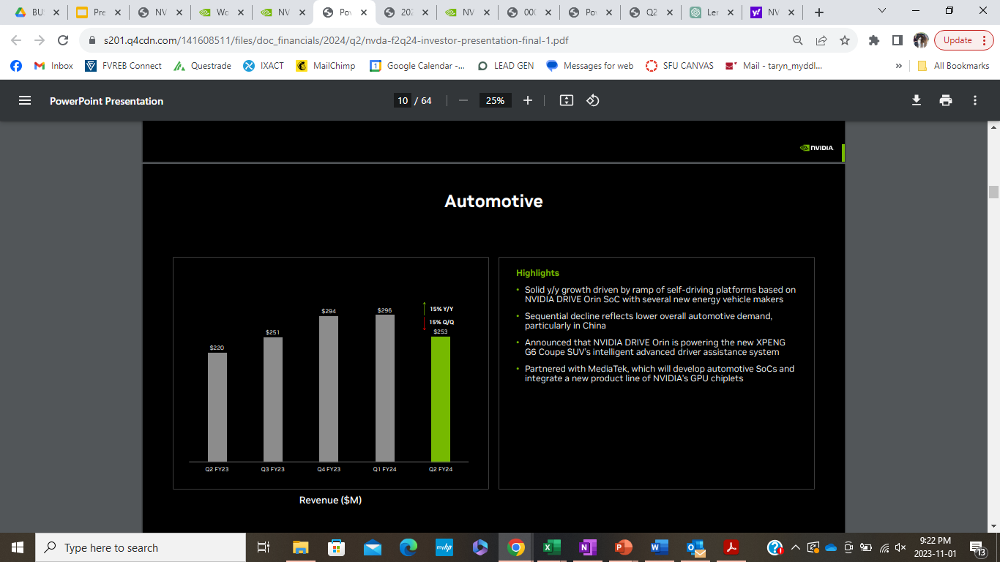 BU
Pre
NV
Wo
NV
Po
202
NV
000
Po
Q2
Ler
NV
s201.q4cdn.com/141608511/files/doc_financials/2024/q2/nvda-f2q24-investor-presentation-final-1.pdf
Update
Inbox
FVREB Connect
Questrade
IXACT
MailChimp
Google Calendar -...
LEAD GEN
Messages for web
SFU CANVAS
Mail - taryn_myddl...
»
All Bookmarks
PowerPoint Presentation
10 / 64
25%
NVIDIA
Automotive
$220
$251
$294
$296
15% Y/Y
15% Q/Q
$253
Q2 FY23
Q3 FY23
Q4 FY23
Q1 FY24
Q2 FY24
Revenue ($M)
Highlights
• Solid y/y growth driven by ramp of self-driving platforms based on
NVIDIA DRIVE Orin SoC with several new energy vehicle makers
• Sequential decline reflects lower overall automotive demand,
particularly in China
• Announced that NVIDIA DRIVE Orin is powering the new XPENG
G6 Coupe SUV's intelligent advanced driver assistance system
• Partnered with MediaTek, which will develop automotive SoCs and
integrate a new product line of NVIDIA's GPU chiplets
Type here to search
myhp
9:22 PM
2023-11-01
13